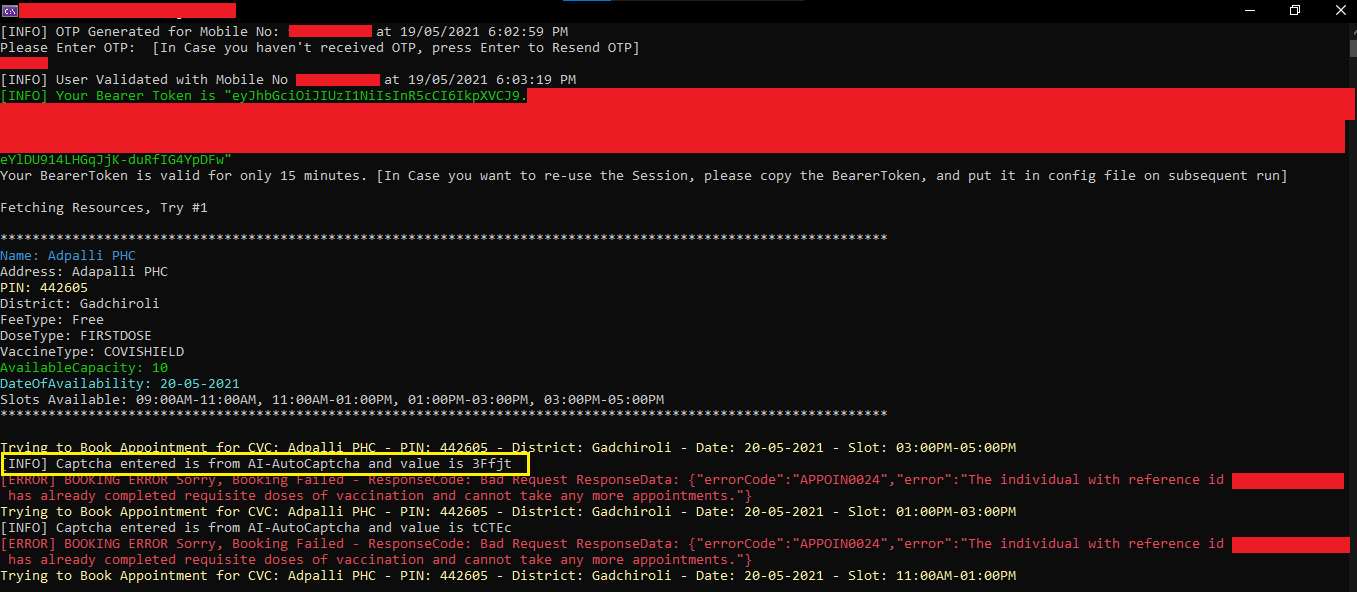 [INFO] OTP Generated for Mobile No: at 19/05/2021 6:02:59 PM
Please Enter OTP:  [In Case you haven't received OTP, press Enter to Resend OTP]
[INFO] User Validated with Mobile No at 19/05/2021 6:03:19 PM
[INFO] Your Bearer Token is "eyJhbGciOiJIUzI1NiIsInR5cCI6IkpXVCJ9.
eYlDU914LHGqJjK-duRfIG4YpDFw"
Your BearerToken is valid for only 15 minutes. [In Case you want to re-use the Session, please copy the BearerToken, and put it in config file on subsequent run]
Fetching Resources, Try #1
***************************************************************************************************************
Name: Adpalli PHC
Address: Adapalli PHC
PIN: 442605
District: Gadchiroli
FeeType: Free
DoseType: FIRSTDOSE
VaccineType: COVISHIELD
AvailableCapacity: 10
DateOfAvailability: 20-05-2021
Slots Available: 09:00AM-11:00AM, 11:00AM-01:00PM, 01:00PM-03:00PM, 03:00PM-05:00PM
***************************************************************************************************************
Trying to Book Appointment for CVC: Adpalli PHC - PIN: 442605 - District: Gadchiroli - Date: 20-05-2021 - Slot: 03:00PM-05:00PM
[INFO] Captcha entered is from AI-AutoCaptcha and value is 3Ffjt
[ERROR] BOOKING ERROR Sorry, Booking Failed - ResponseCode: Bad Request ResponseData: {"errorCode":"APPOIN0024","error":"The individual with reference id
has already completed requisite doses of vaccination and cannot take any more appointments."}
Trying to Book Appointment for CVC: Adpalli PHC - PIN: 442605 - District: Gadchiroli - Date: 20-05-2021 - Slot: 01:00PM-03:00PM
[INFO] Captcha entered is from AI-AutoCaptcha and value is tCTEc
[ERROR] BOOKING ERROR Sorry, Booking Failed - ResponseCode: Bad Request ResponseData: {"errorCode":"APPOIN0024","error":"The individual with reference id
has already completed requisite doses of vaccination and cannot take any more appointments."}
Trying to Book Appointment for CVC: Adpalli PHC - PIN: 442605 - District: Gadchiroli - Date: 20-05-2021 - Slot: 11:00AM-01:00PM